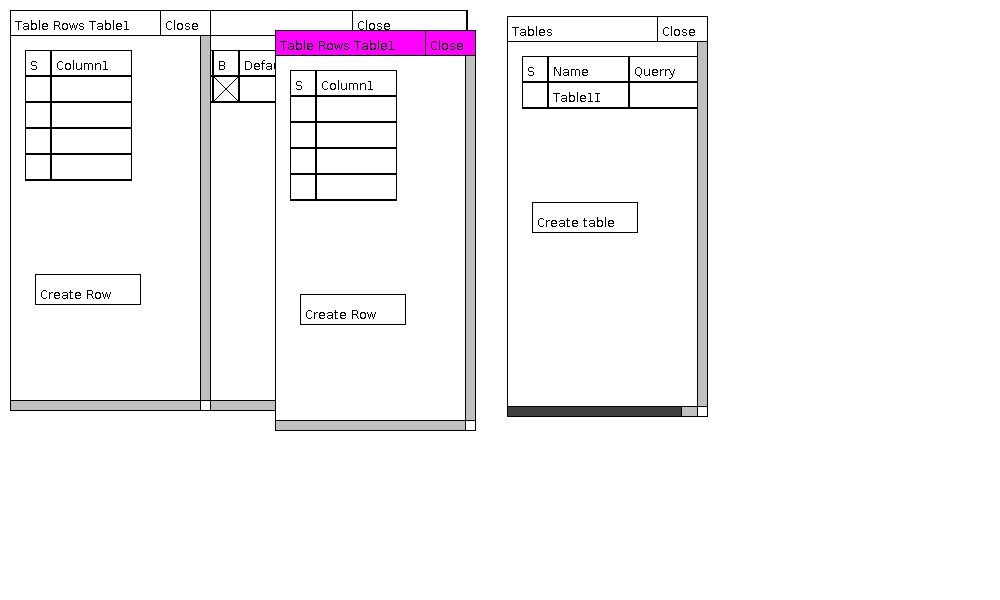 Table Rows Table1 Close
Close
S Column1
B Defau
Create Row
Table Rows Table1 Close
S Column1
Create Row
Tables Close
S Name Querry
Table1I
Create table